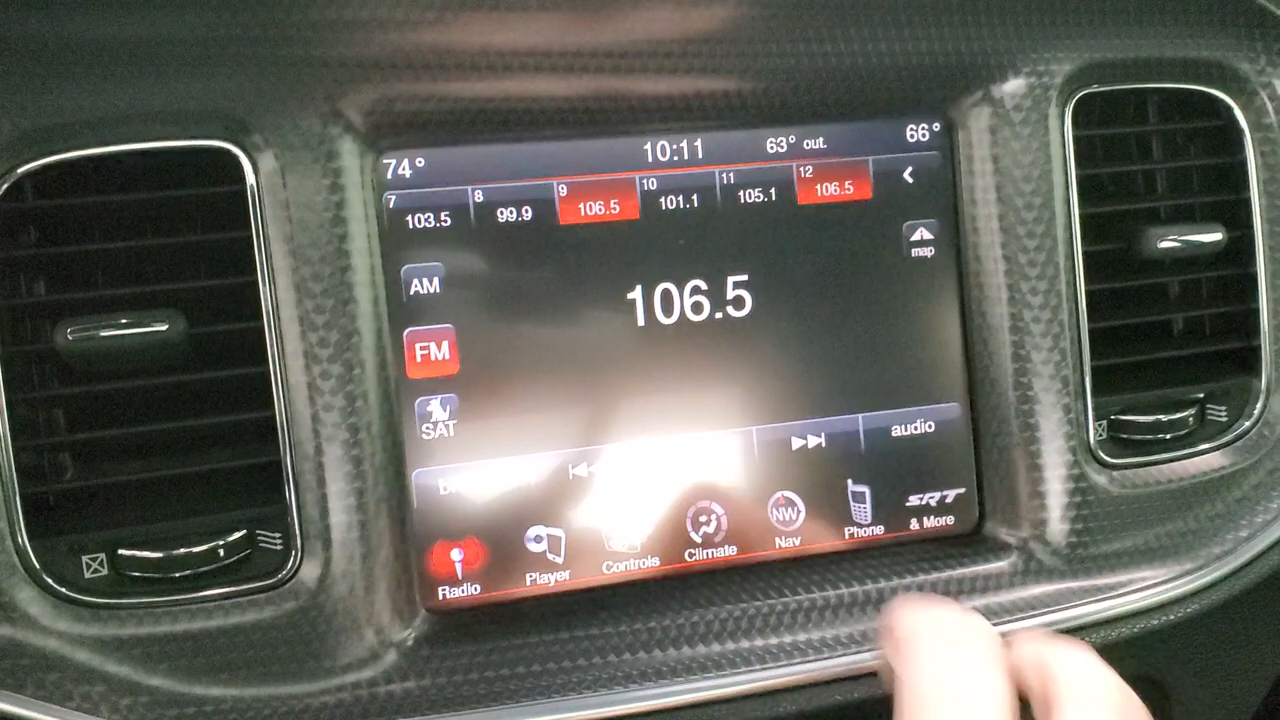 74° 10:11 63° out. 66°
7 8 9 10 11 12
103.5 99.9 106.5 101.1 105.1 106.5
map
AM
106.5
FM
SAT
audio
NW
Radio Player Controls Climate Nav Phone SRT & More